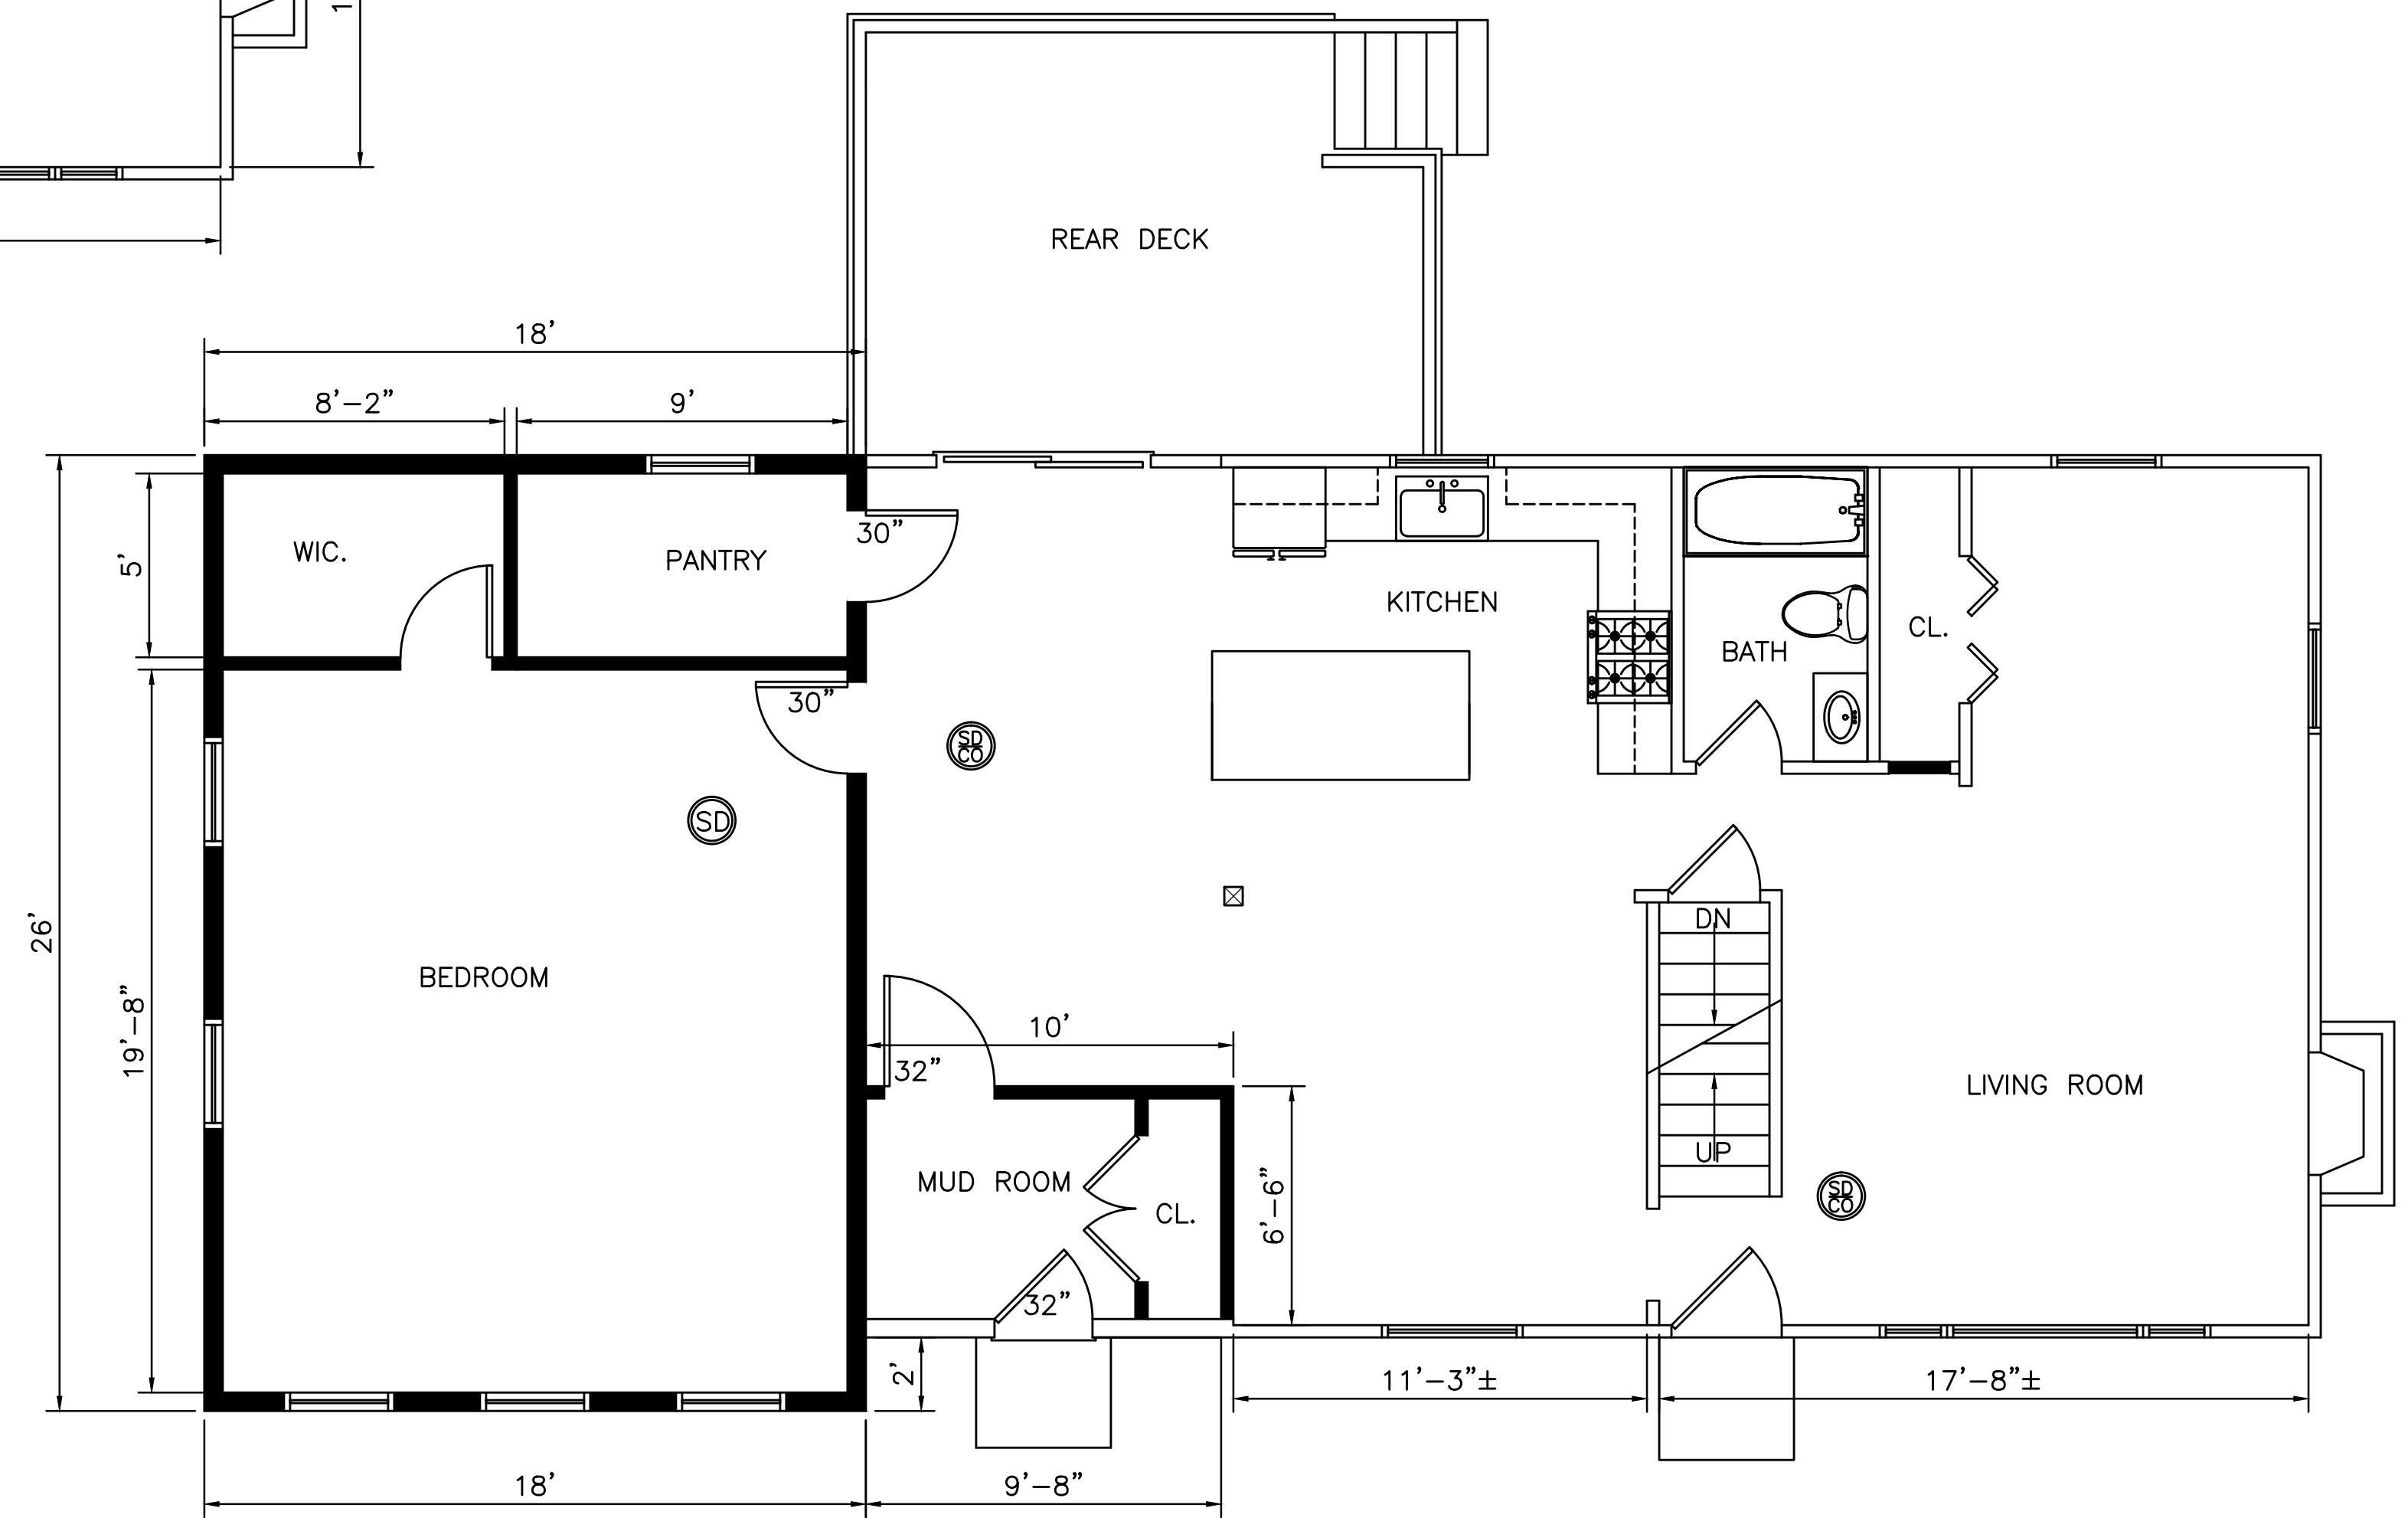 1
REAR DECK
18'
8'-2"
9'
WIC.
5'
PANTRY
30"
KITCHEN
CL.
BATH
30"
SD
CO
SD
DN
26'
BEDROOM
19'-8"
10'
32"
LIVING ROOM
UP
MUD ROOM
CL.
6'-6"
SD
CO
32"
2'
11'-3"±
17'-8"±
18'
9'-8"